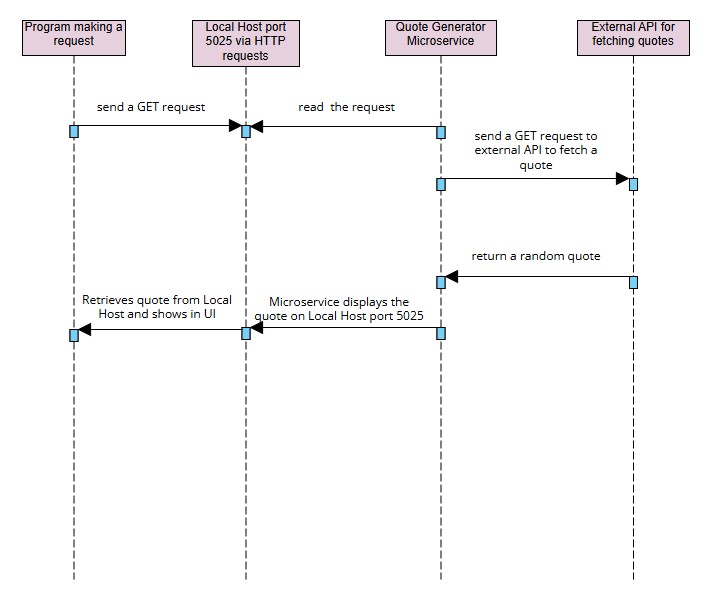 Program making a
request
Local Host port
5025 via HTTP
requests
Quote Generator
Microservice
External API for
fetching quotes
send a GET request
read the request
send a GET request to
external API to fetch a
quote
return a random quote
Retrieves quote from Local
Host and shows in UI
Microservice displays the
quote on Local Host port 5025